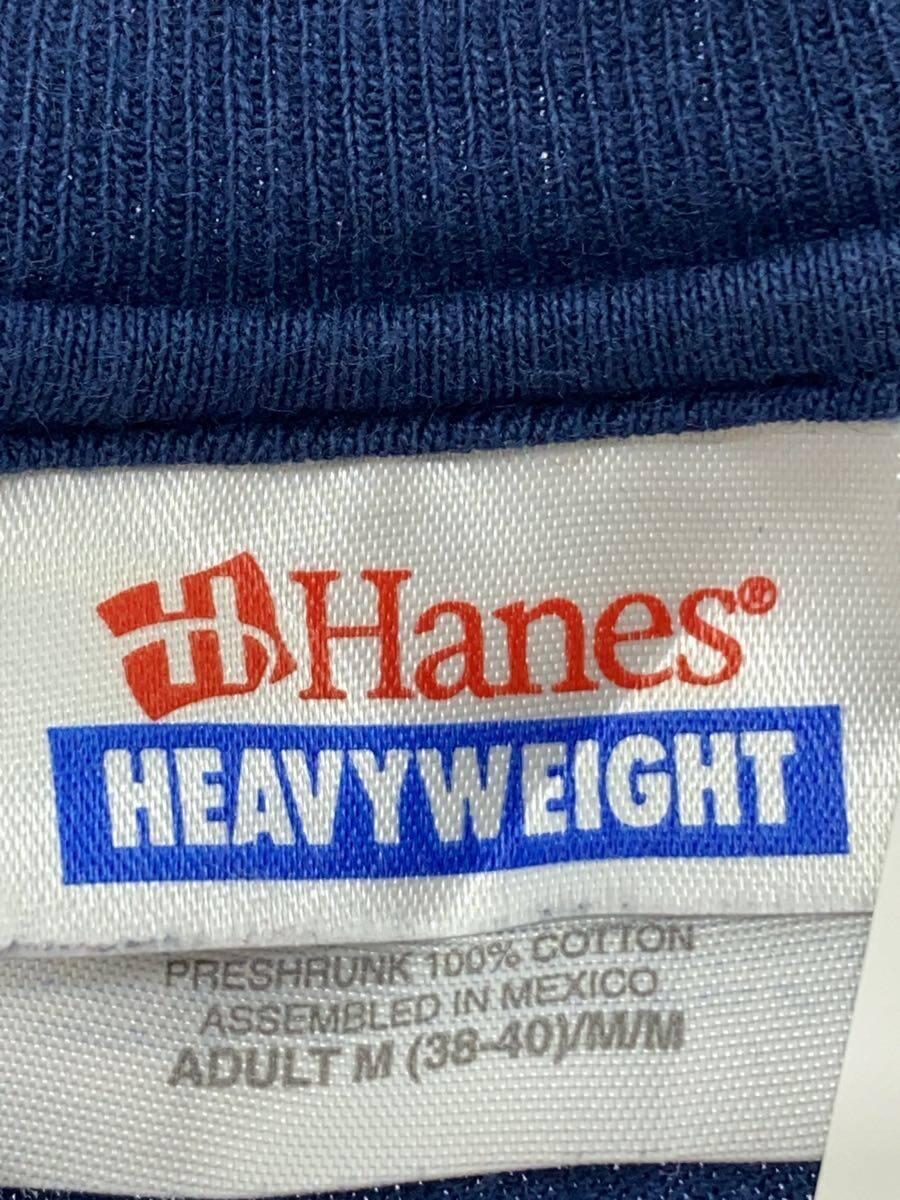 H Hanes®
HEAVYWEIGHT
PRESHRUNK 100% COTTON
ASSEMBLED IN MEXICO
ADULT M (38-40)/M/M